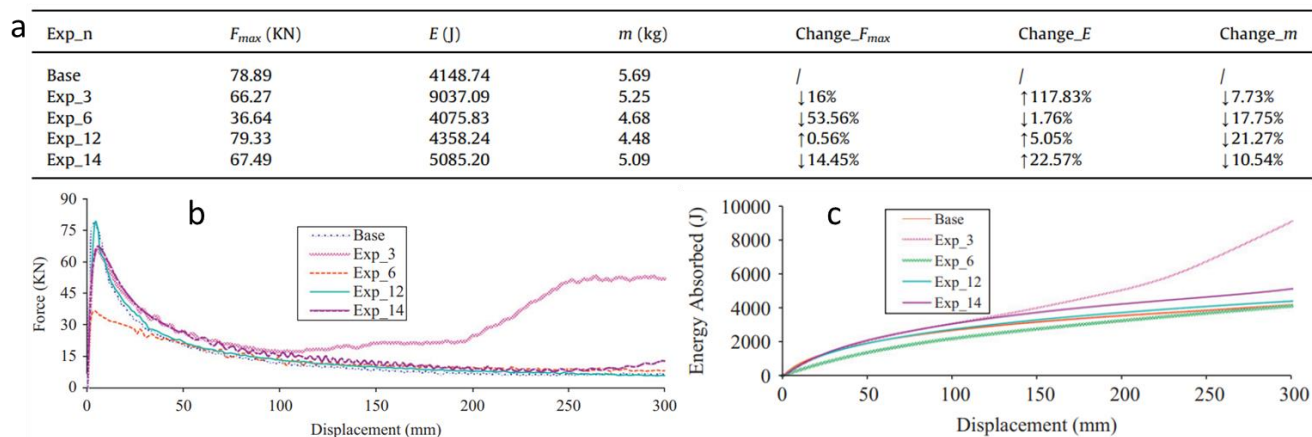 a
Exp_n F_max (KN) E (J) m (kg) Change_F_max Change_E Change_m
Base 78.89 4148.74 5.69 / / /
Exp_3 66.27 9037.09 5.25 ↓16% ↑117.83% ↓7.73%
Exp_6 36.64 4075.83 4.68 ↓53.56% ↓1.76% ↓17.75%
Exp_12 79.33 4358.24 4.48 ↑0.56% ↑5.05% ↓21.27%
Exp_14 67.49 5085.20 5.09 ↓14.45% ↑22.57% ↓10.54%
b
Force (KN)
90
75
60
45
30
15
0
Base
Exp_3
Exp_6
Exp_12
Exp_14
0 50 100 150 200 250 300
Displacement (mm)
c
Energy Absorbed (J)
10000
8000
6000
4000
2000
0
Base
Exp_3
Exp_6
Exp_12
Exp_14
0 50 100 150 200 250 300
Displacement (mm)